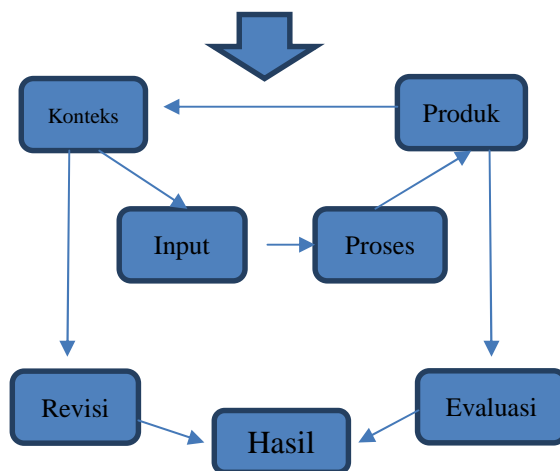 Konteks
Produk
Input
Proses
Revisi
Evaluasi
Hasil